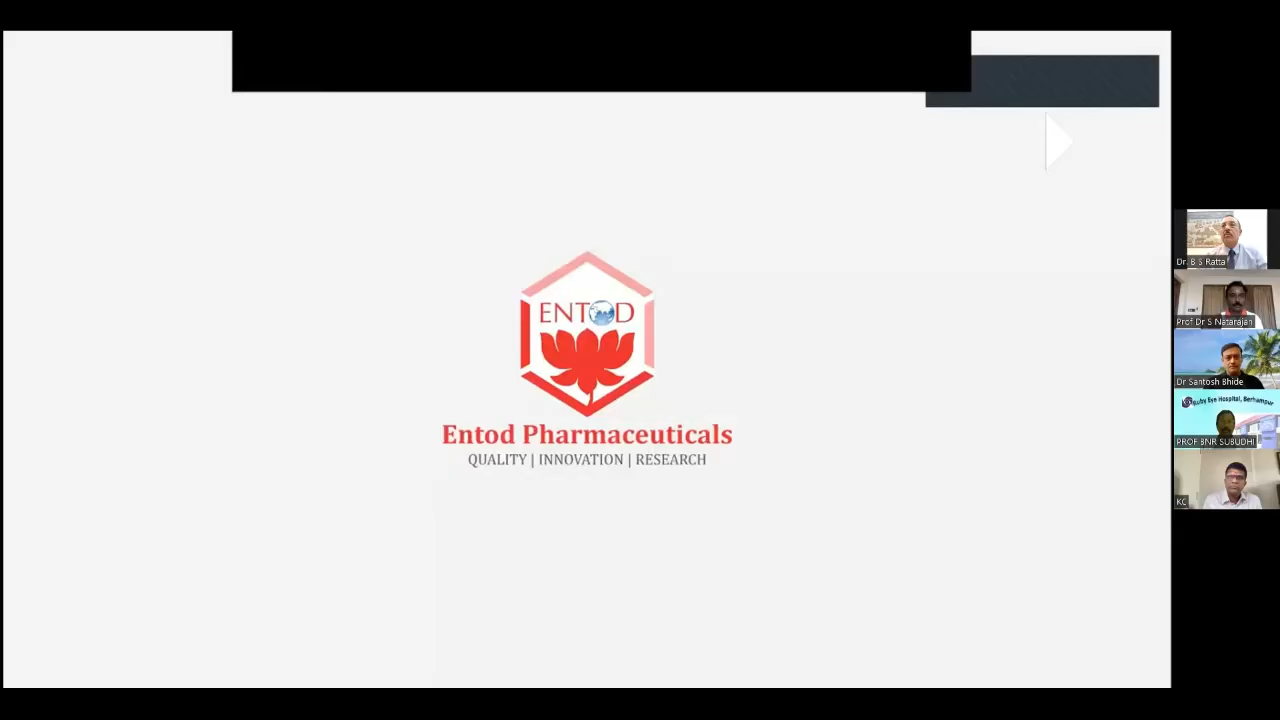 ENTOD
Entod Pharmaceuticals
QUALITY | INNOVATION | RESEARCH
Dr. B S Ratta
Prof Dr S Natarajan
Dr Santosh Bhide
Ruby Eye Hospital, Berhampur
PROF BNR SUBUDHI
KC